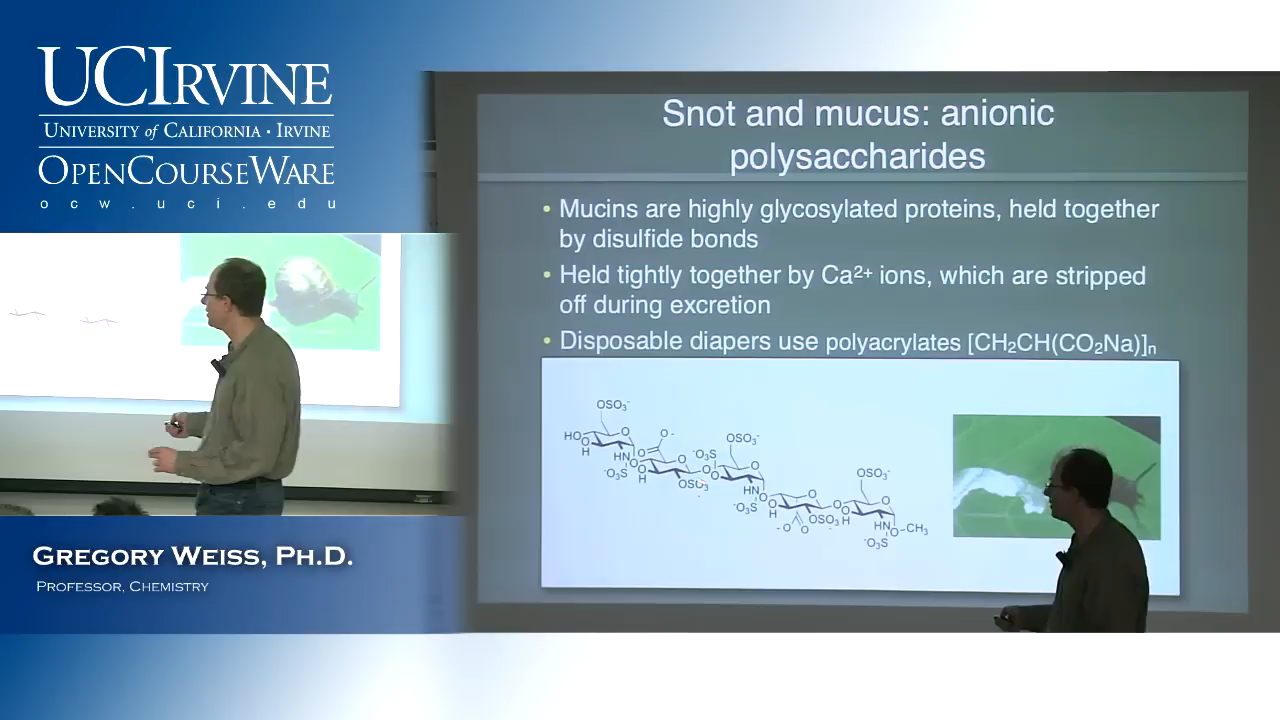 UCIRVINE
UNIVERSITY of CALIFORNIA · IRVINE
OPENCOURSEWARE
ocw.uci.edu
Snot and mucus: anionic
polysaccharides
• Mucins are highly glycosylated proteins, held together
by disulfide bonds
• Held tightly together by Ca²⁺ ions, which are stripped
off during excretion
• Disposable diapers use polyacrylates [CH₂CH(CO₂Na)]ₙ
OSO₃⁻
HO
O
O
H
HN
⁻O₃S
O⁻
O
O
O
H
OSO₃⁻
OSO₃⁻
⁻O₃S
O
O
HN
⁻O₃S
O
O
O
H
⁻O
O
OSO₃⁻
OSO₃⁻
O
O
H
HN
⁻O₃S
O-CH₃
GREGORY WEISS, PH.D.
PROFESSOR, CHEMISTRY